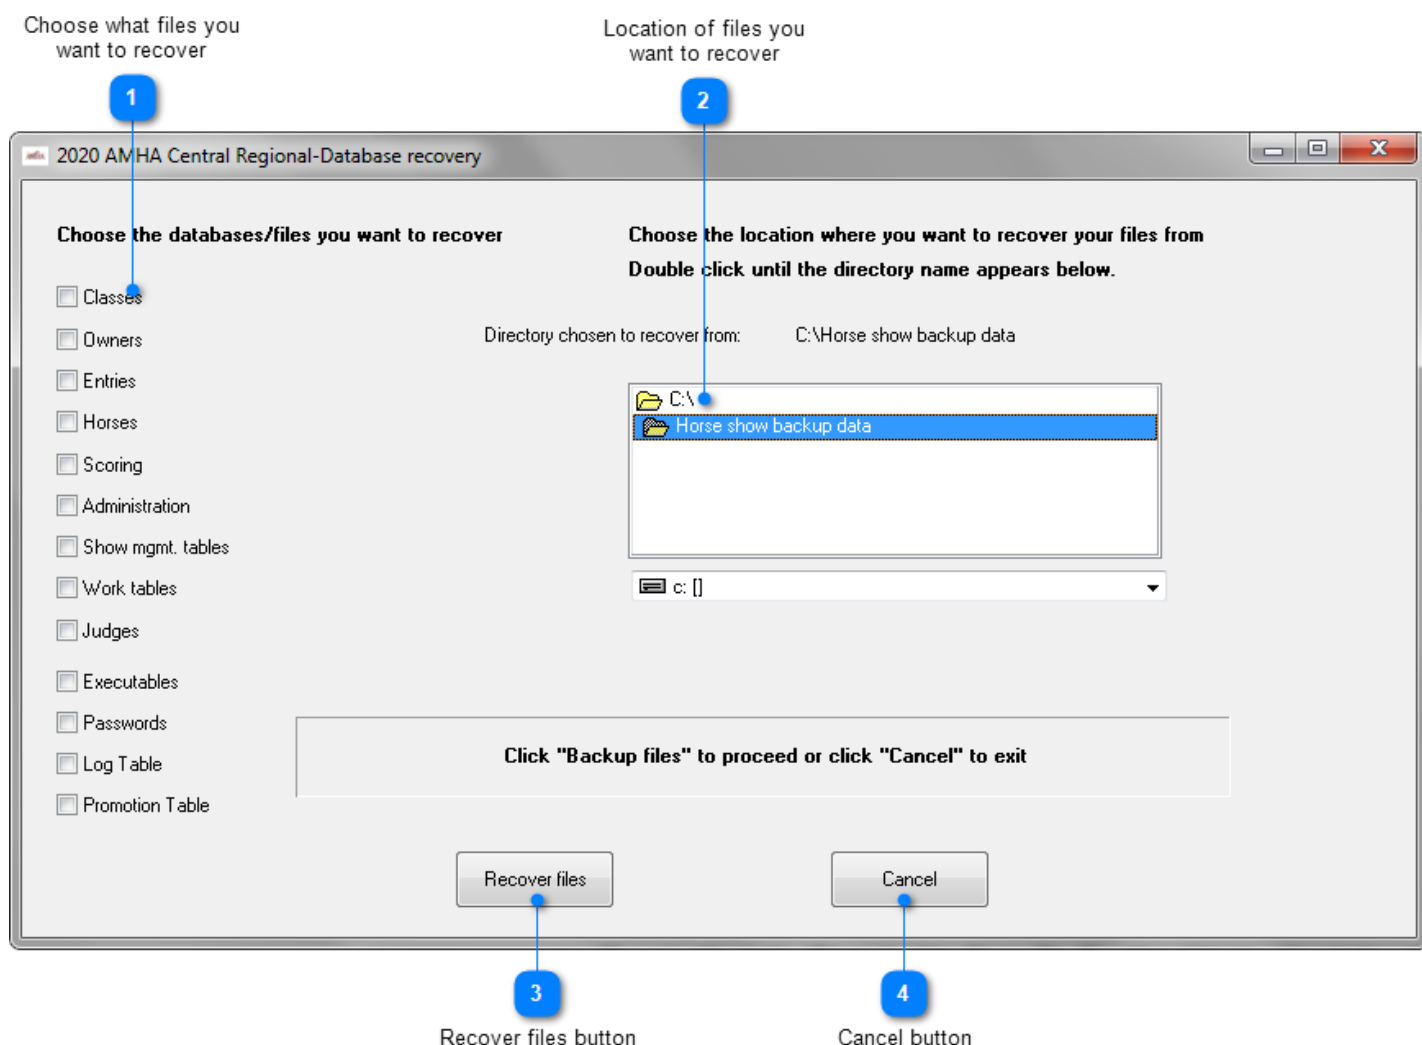 Choose what files you
want to recover
Location of files you
want to recover
1
2
2020 AMHA Central Regional-Database recovery
Choose the databases/files you want to recover
Choose the location where you want to recover your files from
Double click until the directory name appears below.
Classes
Owners
Entries
Horses
Scoring
Administration
Show mgmt. tables
Work tables
Judges
Executables
Passwords
Log Table
Promotion Table
Directory chosen to recover from: C:\Horse show backup data
C:\
Horse show backup data
c: []
Click "Backup files" to proceed or click "Cancel" to exit
Recover files
Cancel
3
4
Recover files button
Cancel button